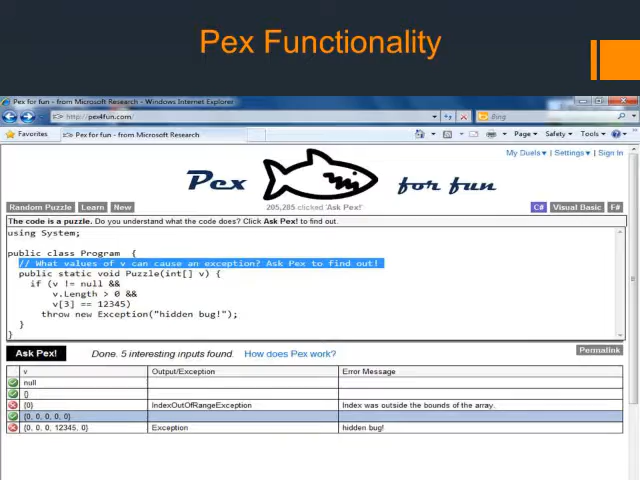 Pex Functionality
Pex for fun - from Microsoft Research - Windows Internet Explorer
http://pex4fun.com/
Bing
Favorites
Pex for fun - from Microsoft Research
Page
Safety
Tools
My Duels
Settings
Sign In
Pex for fun
205,285 clicked 'Ask Pex!'
Random Puzzle
Learn
New
C#
Visual Basic
F#
The code is a puzzle. Do you understand what the code does? Click Ask Pex! to find out.
using System;
public class Program {
// What values of v can cause an exception? Ask Pex to find out!
public static void Puzzle(int[] v) {
if (v != null &&
v.Length > 0 &&
v[3] == 12345)
throw new Exception("hidden bug!");
}
}
Ask Pex!
Done. 5 interesting inputs found.
How does Pex work?
Permalink
v Output/Exception Error Message
null
{}
{0} IndexOutOfRangeException Index was outside the bounds of the array.
{0, 0, 0, 0, 0}
{0, 0, 0, 12345, 0} Exception hidden bug!